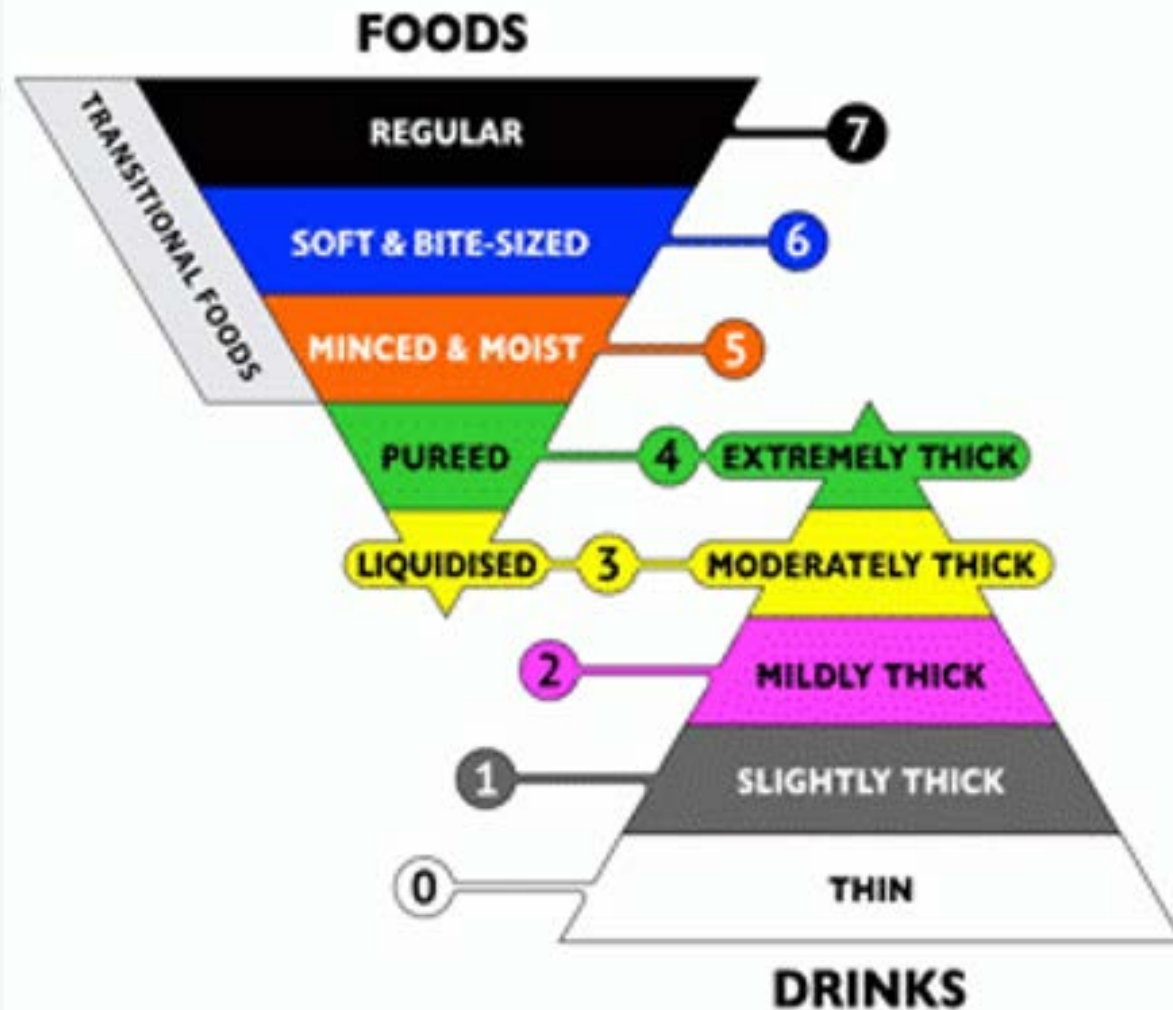 FOODS
TRANSITIONAL FOODS
REGULAR
7
SOFT & BITE-SIZED
6
MINCED & MOIST
5
PUREED
4
EXTREMELY THICK
LIQUIDISED
3
MODERATELY THICK
2
MILDLY THICK
1
SLIGHTLY THICK
0
THIN
DRINKS